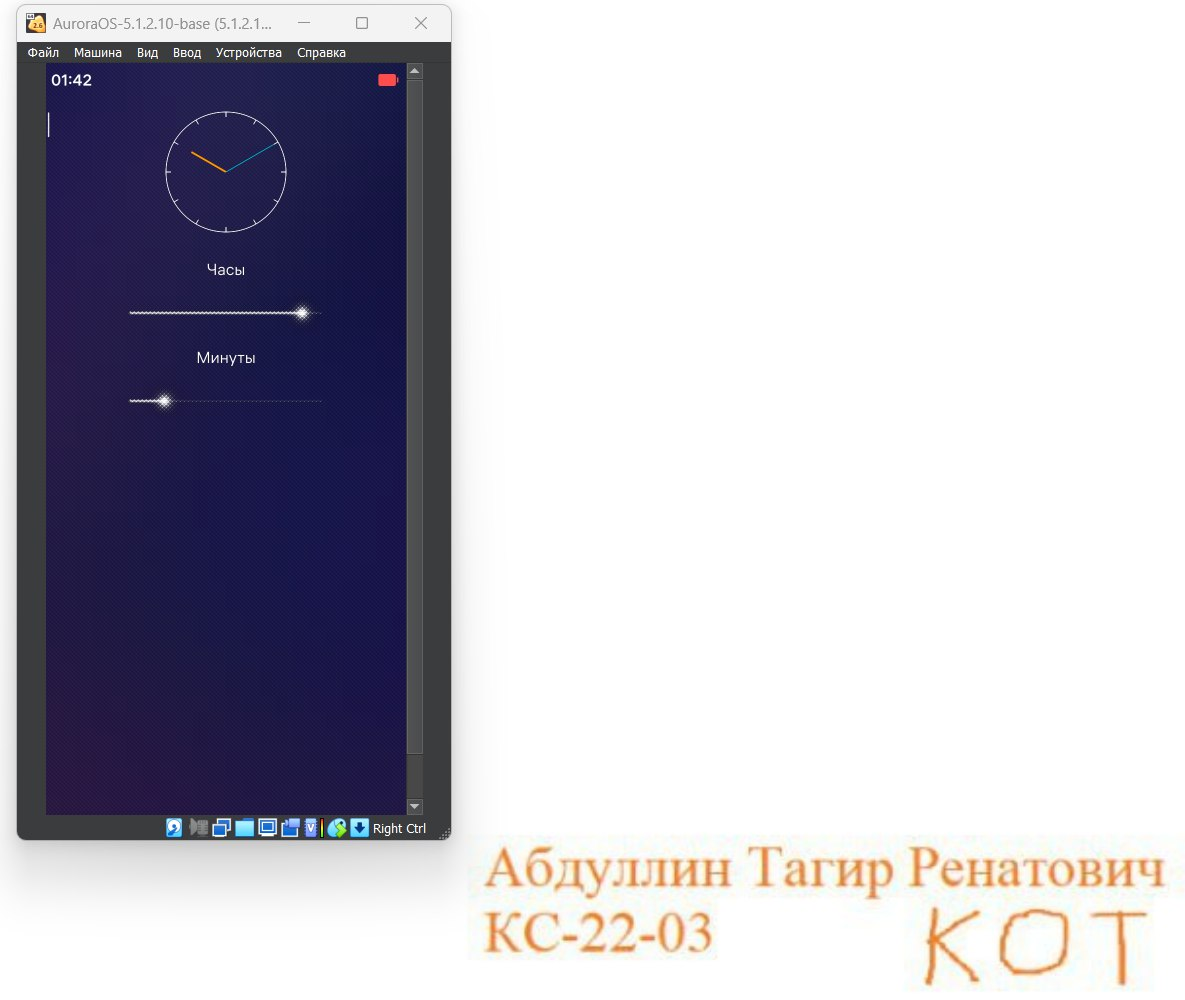 AuroraOS-5.1.2.10-base (5.1.2.1...
Файл Машина Вид Ввод Устройства Справка
01:42
Часы
Минуты
Right Ctrl
Абдуллин Тагир Ренатович
КС-22-03
КОТ